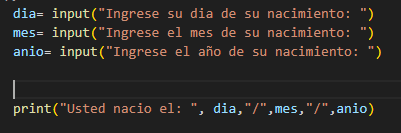 dia= input("Ingrese su dia de su nacimiento: ")
mes= input("Ingrese el mes de su nacimiento: ")
anio= input("Ingrese el año de su nacimiento: ")
print("Usted nacio el: ", dia,"/",mes,"/",anio)